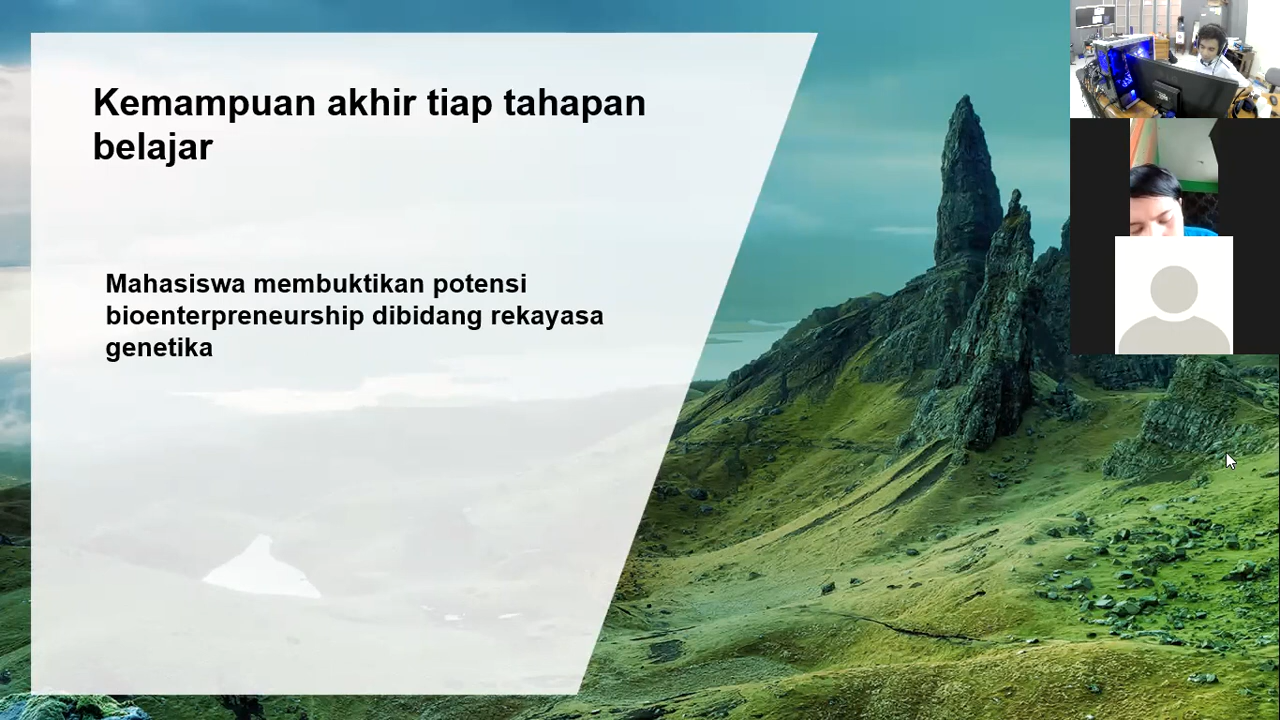 Kemampuan akhir tiap tahapan
belajar
Mahasiswa membuktikan potensi
bioenterpreneurship dibidang rekayasa
genetika